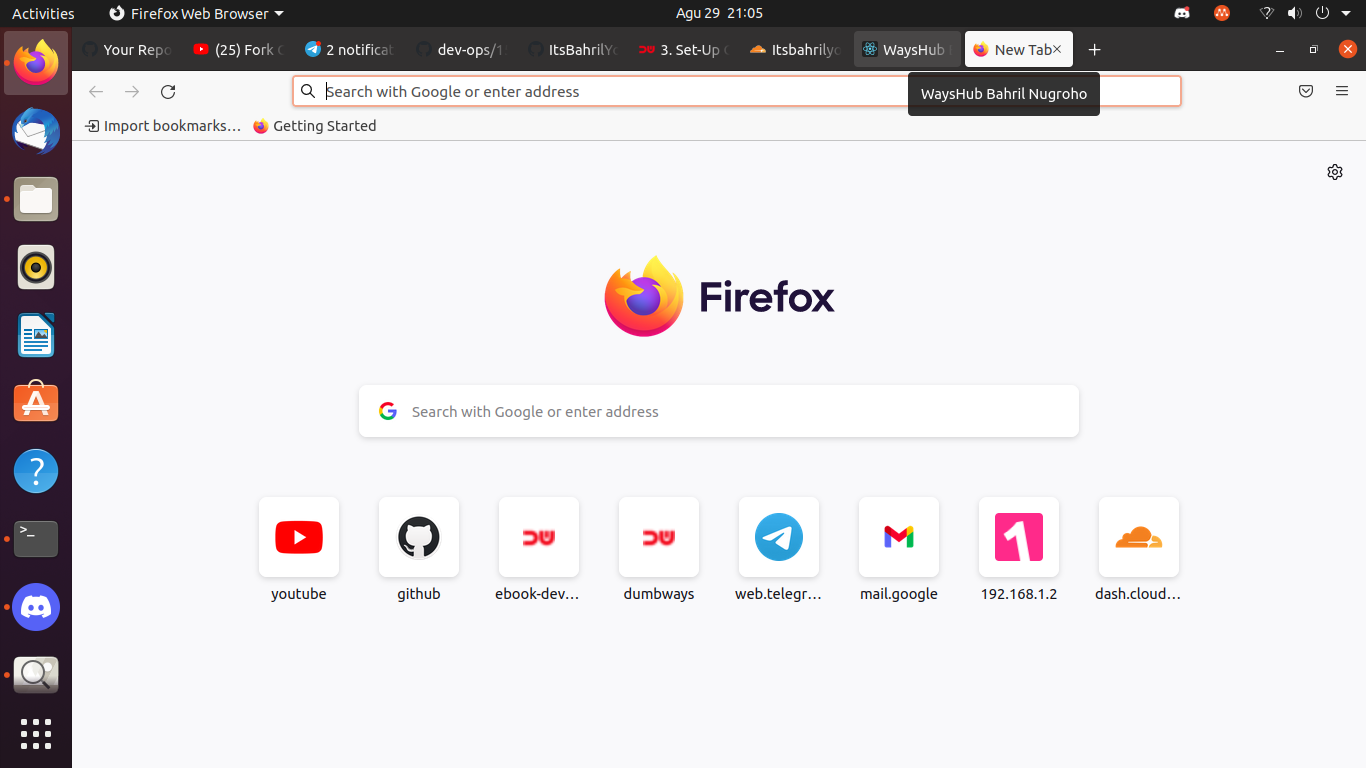 Activities
Firefox Web Browser
Agu 29 21:05
Your Repo
(25) Fork
2 notificat
dev-ops/1
ItsBahrilYo
3. Set-Up
Itsbahrilyo
WaysHub
New Tab
Search with Google or enter address
WaysHub Bahril Nugroho
Import bookmarks…
Getting Started
Firefox
Search with Google or enter address
youtube
github
ebook-dev…
dumbways
web.telegr…
mail.google
192.168.1.2
dash.cloud…